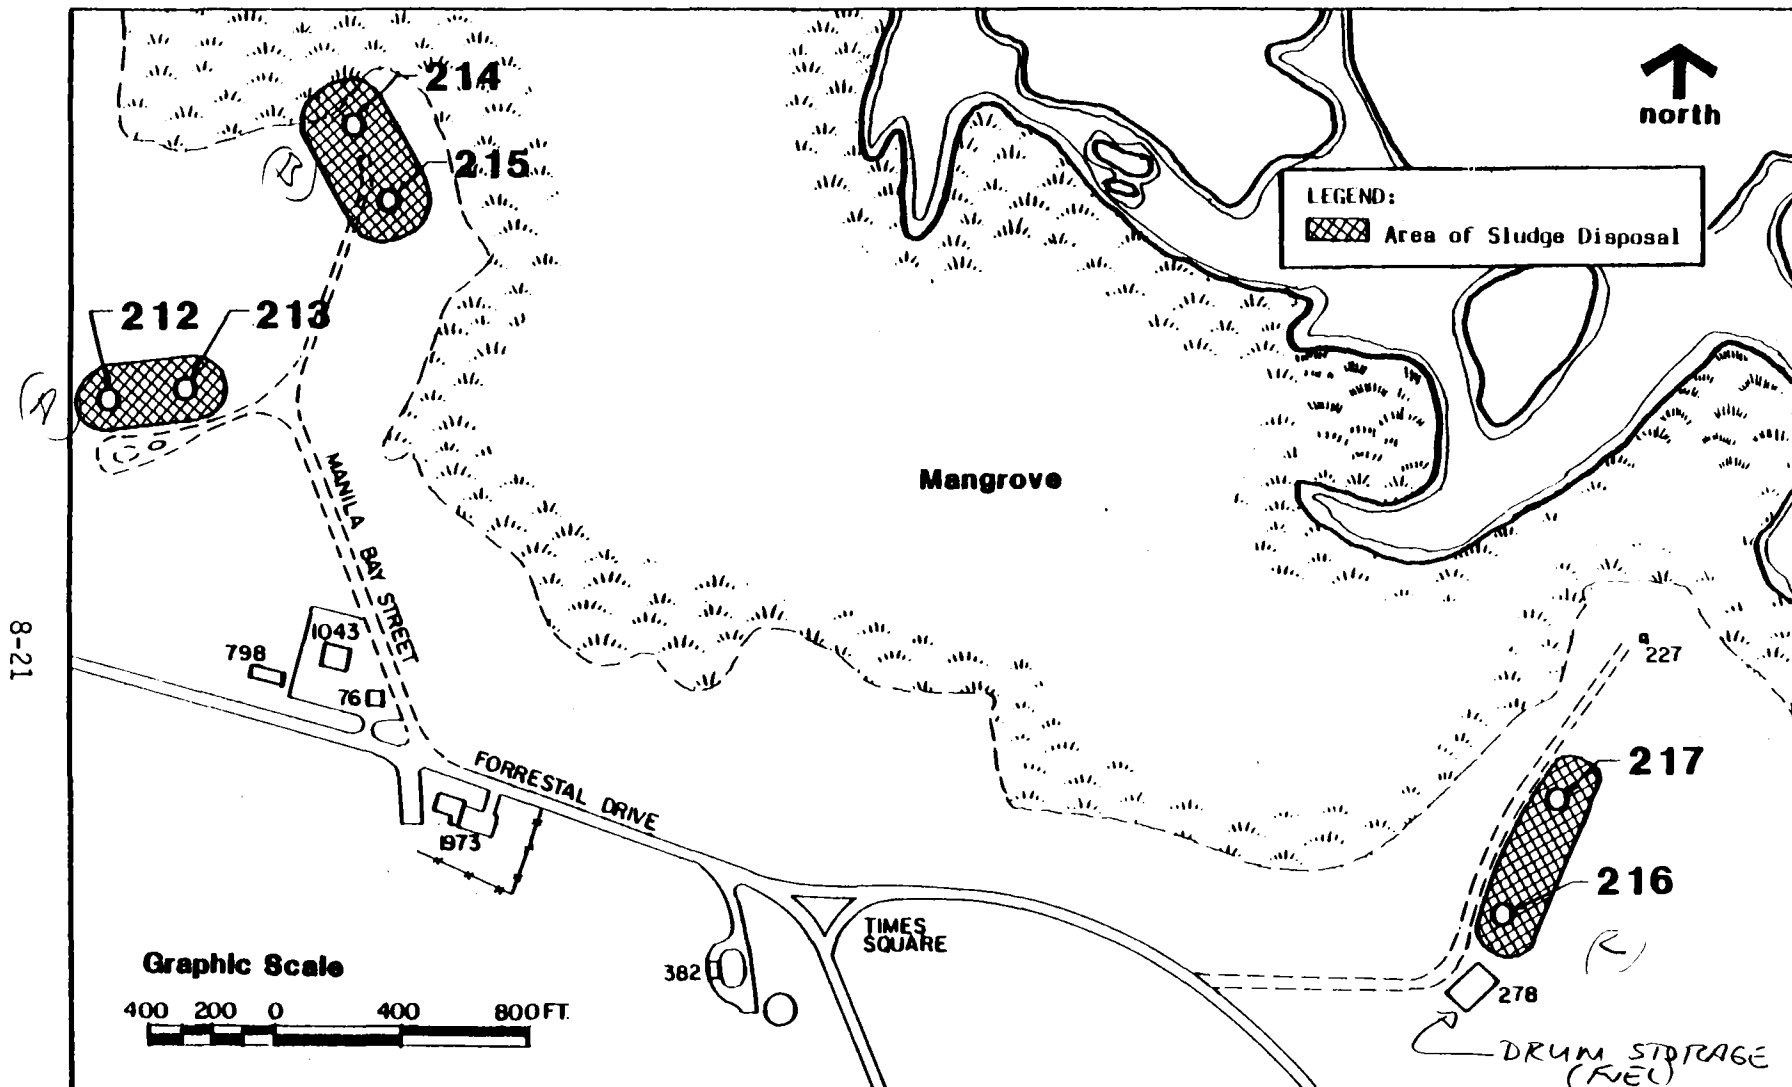 214
north
215
LEGEND:
Area of Sludge Disposal
B
212
213
A
Mangrove
MANILA BAY STREET
8-21
1043
798
76
227
FORRESTAL DRIVE
217
1973
216
TIMES
SQUARE
C
Graphic Scale
382
278
400 200 0 400 800 FT.
DRUM STORAGE
(FUEL)